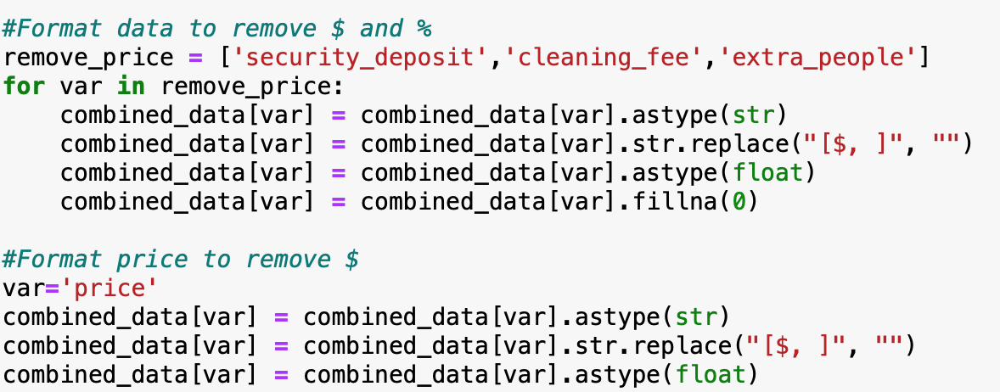 #Format data to remove $ and %
remove_price = ['security_deposit','cleaning_fee','extra_people']
for var in remove_price:
    combined_data[var] = combined_data[var].astype(str)
    combined_data[var] = combined_data[var].str.replace("[$, ]", "")
    combined_data[var] = combined_data[var].astype(float)
    combined_data[var] = combined_data[var].fillna(0)

#Format price to remove $
var='price'
combined_data[var] = combined_data[var].astype(str)
combined_data[var] = combined_data[var].str.replace("[$, ]", "")
combined_data[var] = combined_data[var].astype(float)